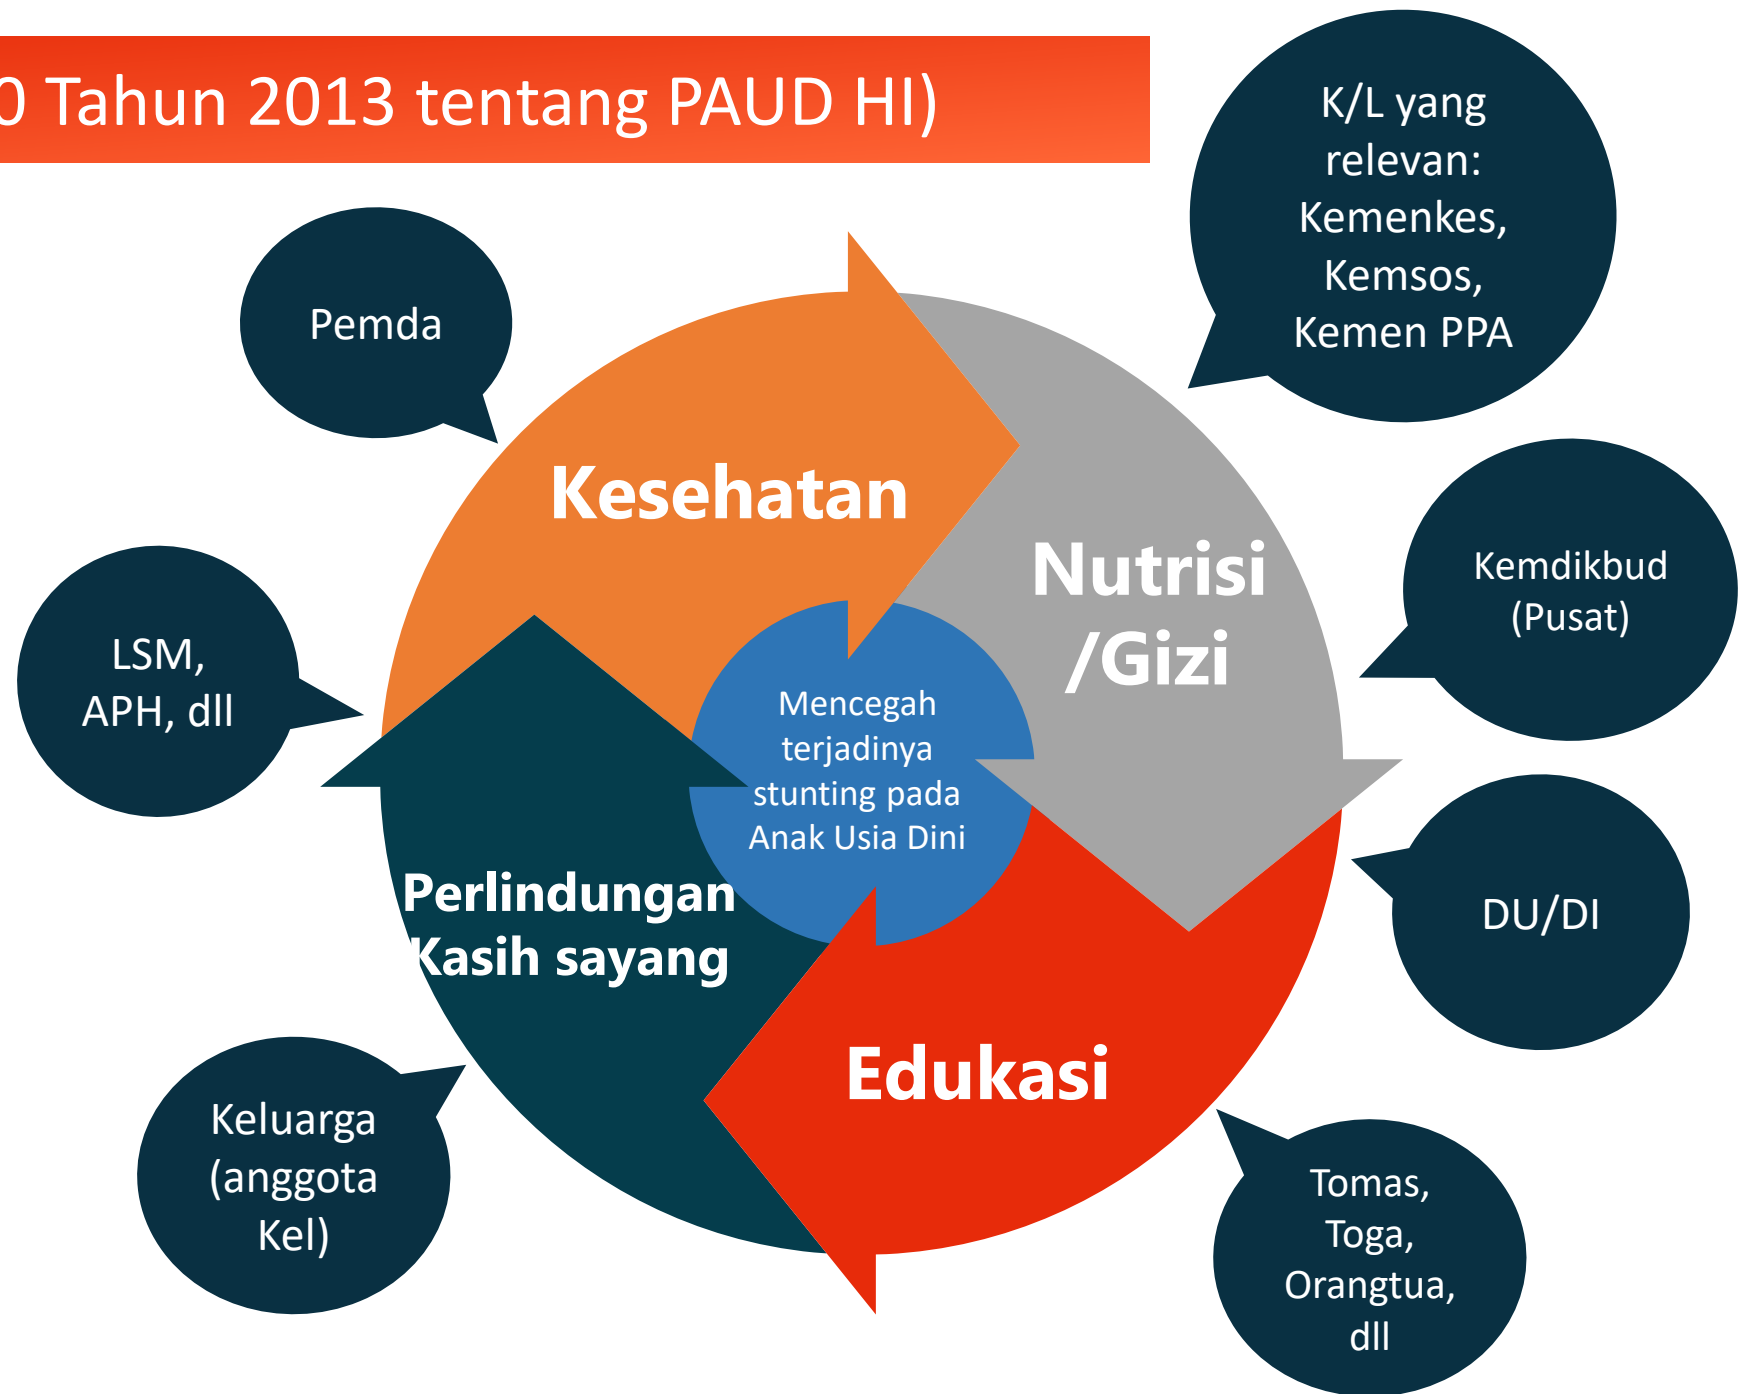 0 Tahun 2013 tentang PAUD HI)
K/L yang
relevan:
Kemenkes,
Kemsos,
Kemen PPA
Pemda
Kesehatan
Nutrisi
/Gizi
Kemdikbud
(Pusat)
LSM,
APH, dll
Mencegah
terjadinya
stunting pada
Anak Usia Dini
Perlindungan
Kasih sayang
DU/DI
Edukasi
Keluarga
(anggota
Kel)
Tomas,
Toga,
Orangtua,
dll